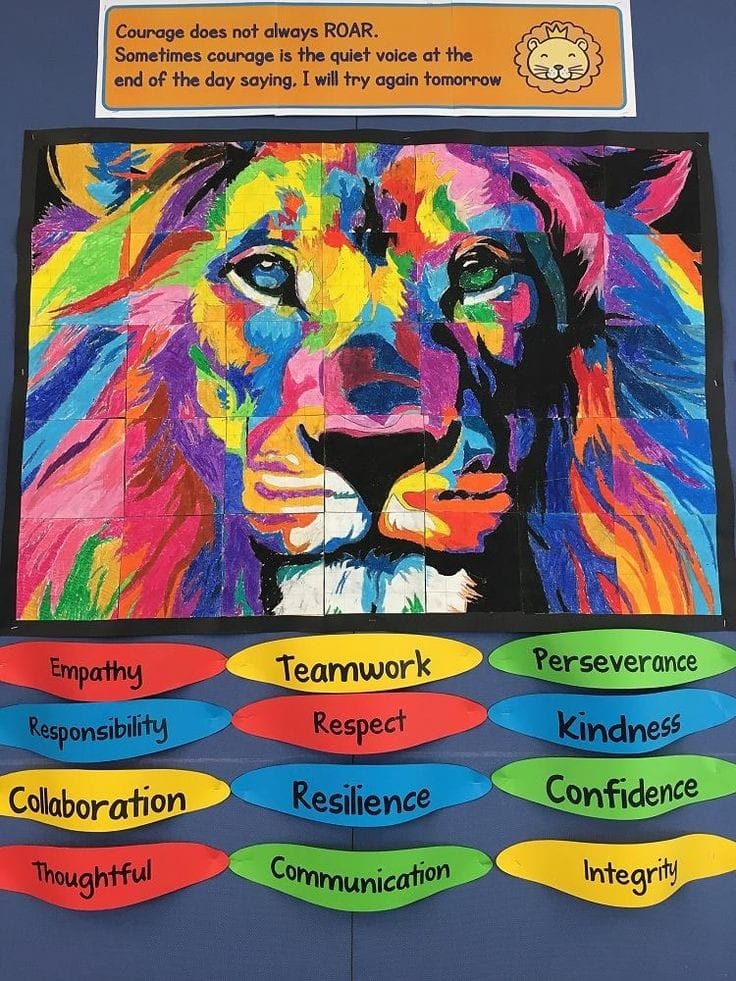 Courage does not always ROAR.
Sometimes courage is the quiet voice at the
end of the day saying, I will try again tomorrow
Empathy
Teamwork
Perseverance
Responsibility
Respect
Kindness
Collaboration
Resilience
Confidence
Thoughtful
Communication
Integrity